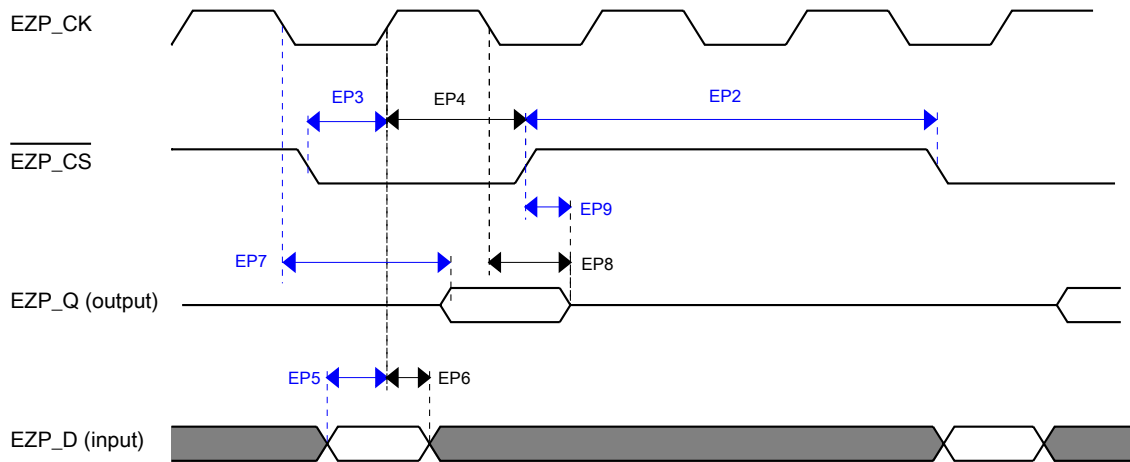 EZP_CK
EP3
EP4
EP2
EZP_CS
EP9
EP7
EP8
EZP_Q (output)
EP5
EP6
EZP_D (input)